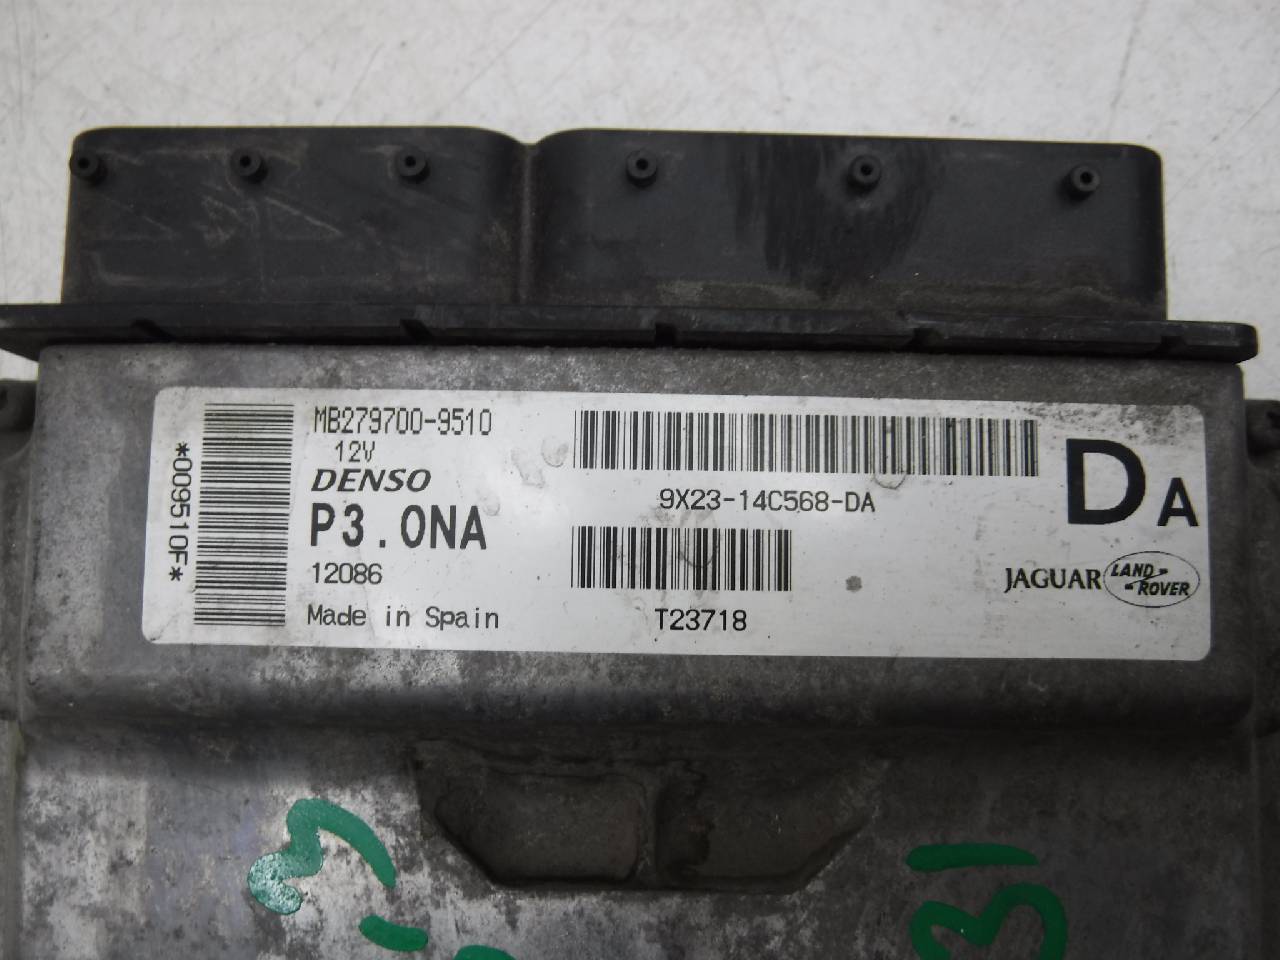 *009510F*
MB279700-9510
12V
DENSO
P3.0NA
12086
Made in Spain
9X23-14C568-DA
T23718
DA
JAGUAR LAND-ROVER